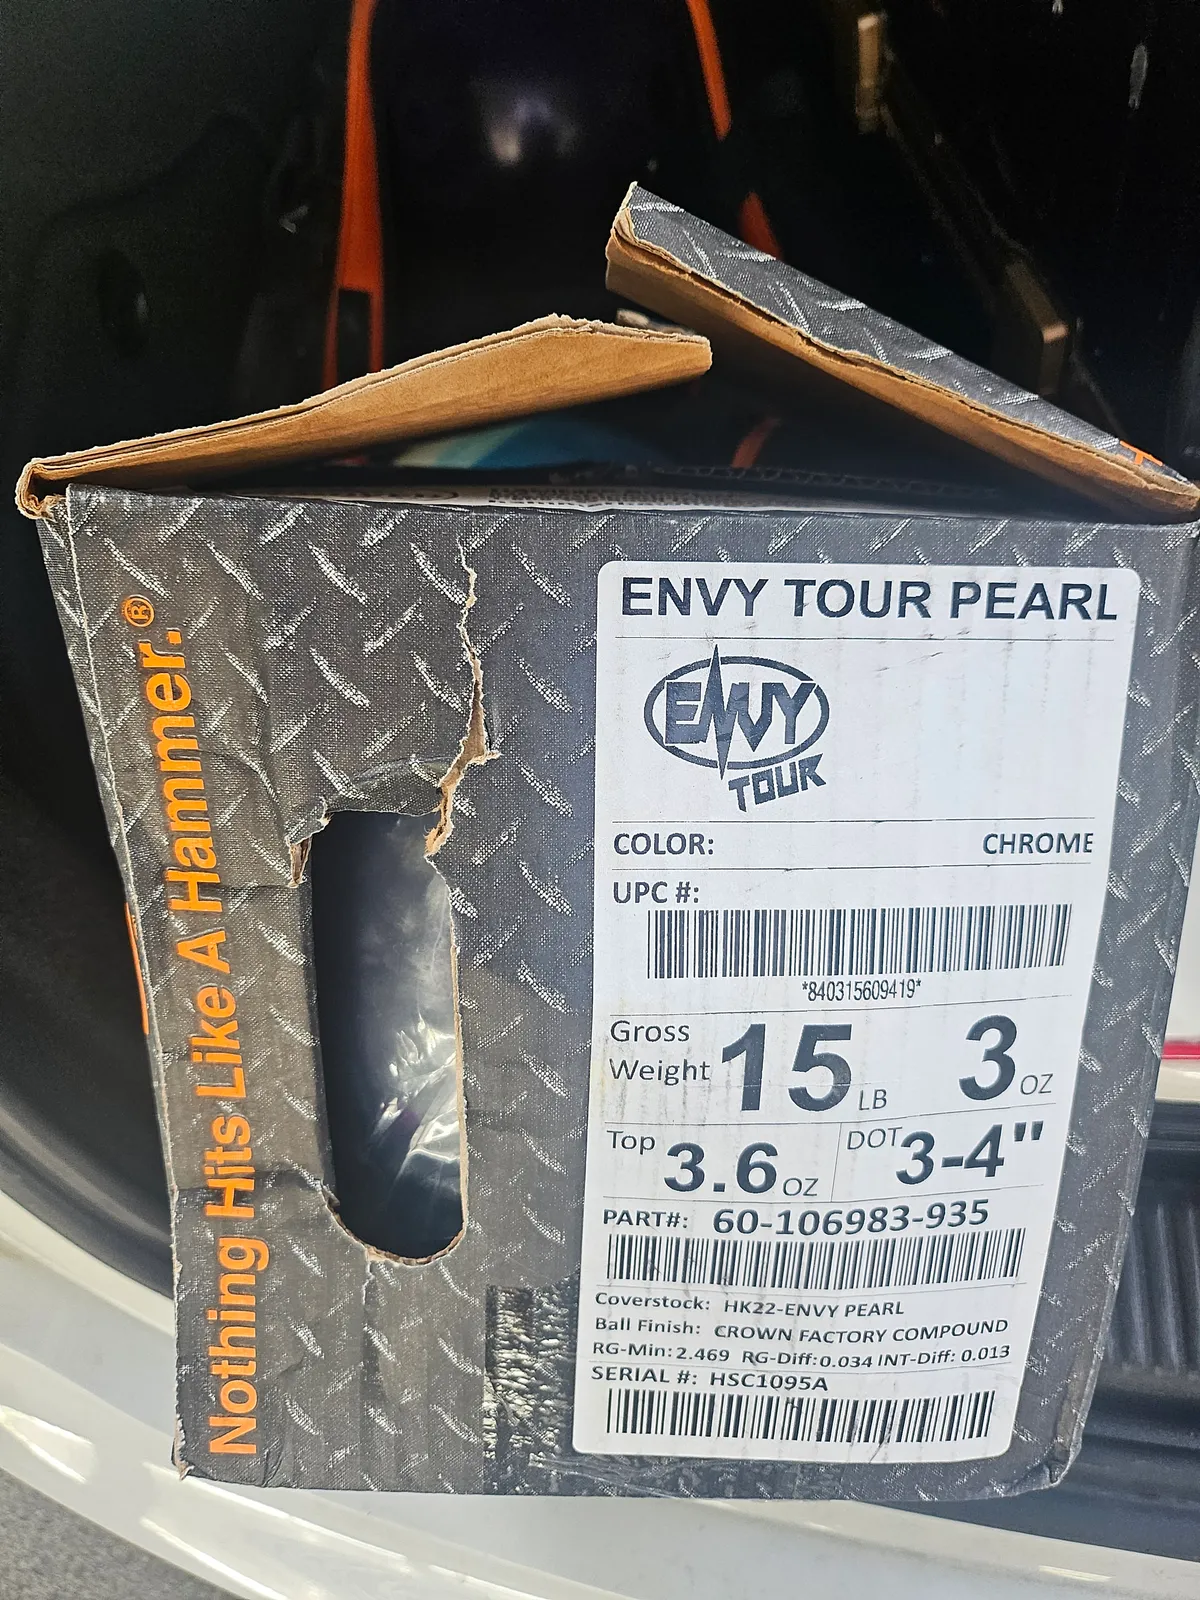 Nothing Hits Like A Hammer.®
ENVY TOUR PEARL
ENVY
TOUR
COLOR: CHROME
UPC #:
*840315609419*
Gross
Weight 15 LB 3 OZ
Top 3.6 OZ DOT 3-4"
PART#: 60-106983-935
Coverstock: HK22-ENVY PEARL
Ball Finish: CROWN FACTORY COMPOUND
RG-Min: 2.469 RG-Diff: 0.034 INT-Diff: 0.013
SERIAL #: HSC1095A